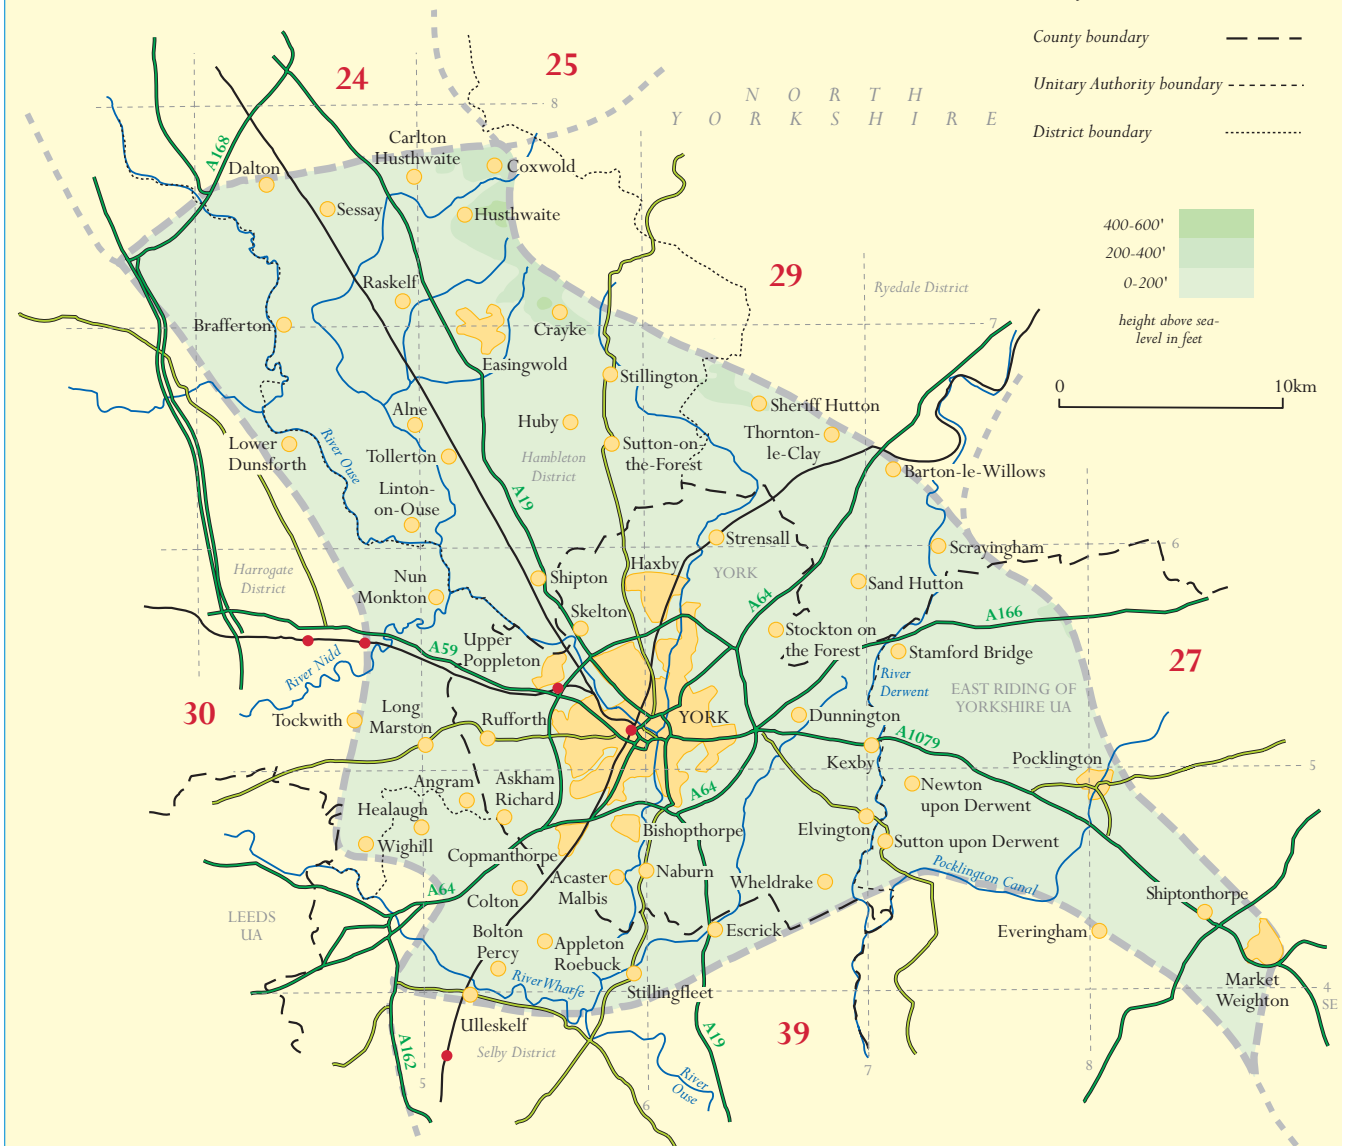 County boundary
24
25
Unitary Authority boundary
8
N O R T H
Y O R K S H I R E
District boundary
Carlton
Husthwaite
A168
Dalton
Coxwold
Sessay
Husthwaite
400-600'
200-400'
0-200'
29
Raskelf
Ryedale District
Brafferton
Crayke
7
height above sea-
level in feet
Easingwold
Stillington
0
10km
Alne
Huby
Sheriff Hutton
Thornton-
le-Clay
Lower
Dunsforth
River Ouse
Tollerton
Hambleton
District
Sutton-on-
the-Forest
Barton-le-Willows
Linton-
on-Ouse
A19
Strensall
Scrayingham
6
Harrogate
District
Nun
Monkton
Shipton
Haxby
YORK
Sand Hutton
Skelton
A64
A166
Upper
Poppleton
A59
Stockton on
the Forest
Stamford Bridge
27
River Nidd
River
Derwent
EAST RIDING OF
YORKSHIRE UA
30
Tockwith
Long
Marston
Rufforth
YORK
Dunnington
A1079
Kexby
Pocklington
5
Angram
Askham
Richard
A64
Newton
upon Derwent
Healaugh
Bishopthorpe
Elvington
Wighill
Copmanthorpe
Sutton upon Derwent
A64
Colton
Acaster
Malbis
Naburn
Wheldrake
Pocklington Canal
Shiptonthorpe
LEEDS
UA
Bolton
Percy
Appleton
Roebuck
Escrick
Everingham
River Wharfe
Stillingfleet
Market
Weighton
4
SE
Ulleskelf
39
A19
A162
Selby District
5
River
Ouse
6
7
8